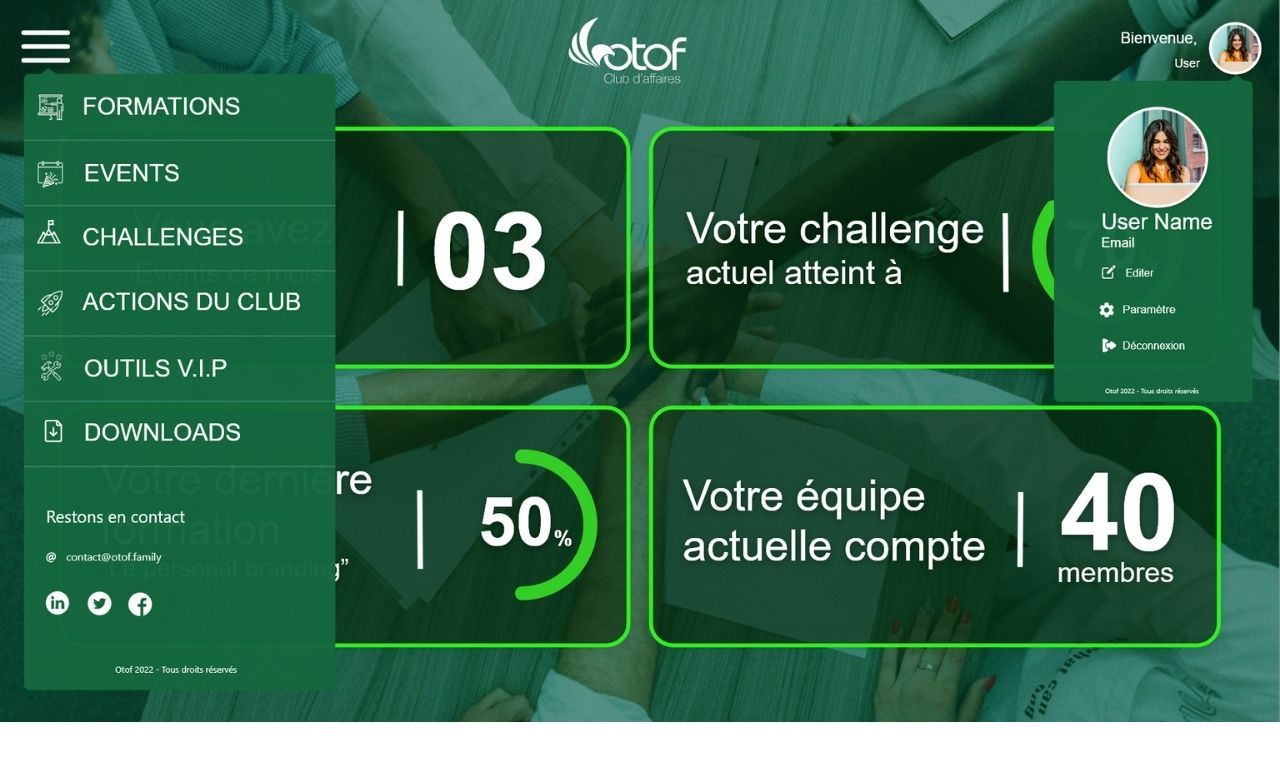 otof
Club d'affaires
Bienvenue,
User
FORMATIONS
EVENTS
CHALLENGES
ACTIONS DU CLUB
OUTILS V.I.P
DOWNLOADS
Restons en contact
@ contact@otof.family
Otof 2022 - Tous droits réservés
Vous avez
Events ce mois
03
Votre challenge
actuel atteint à
7
User Name
Email
Editer
Paramètre
Déconnexion
Otof 2022 - Tous droits réservés
Votre dernière
formation
Le personal branding”
50%
Votre équipe
actuelle compte
40
membres